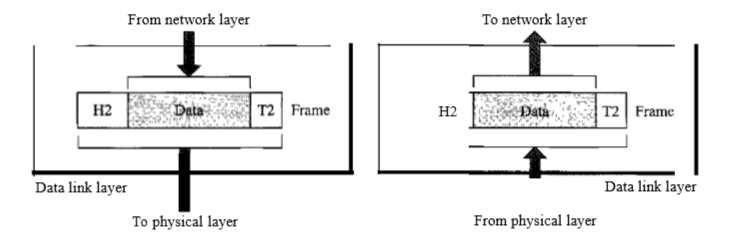 From network layer
To network layer
H2 Data T2 Frame
H2 Data T2 Frame
Data link layer
Data link layer
To physical layer
From physical layer